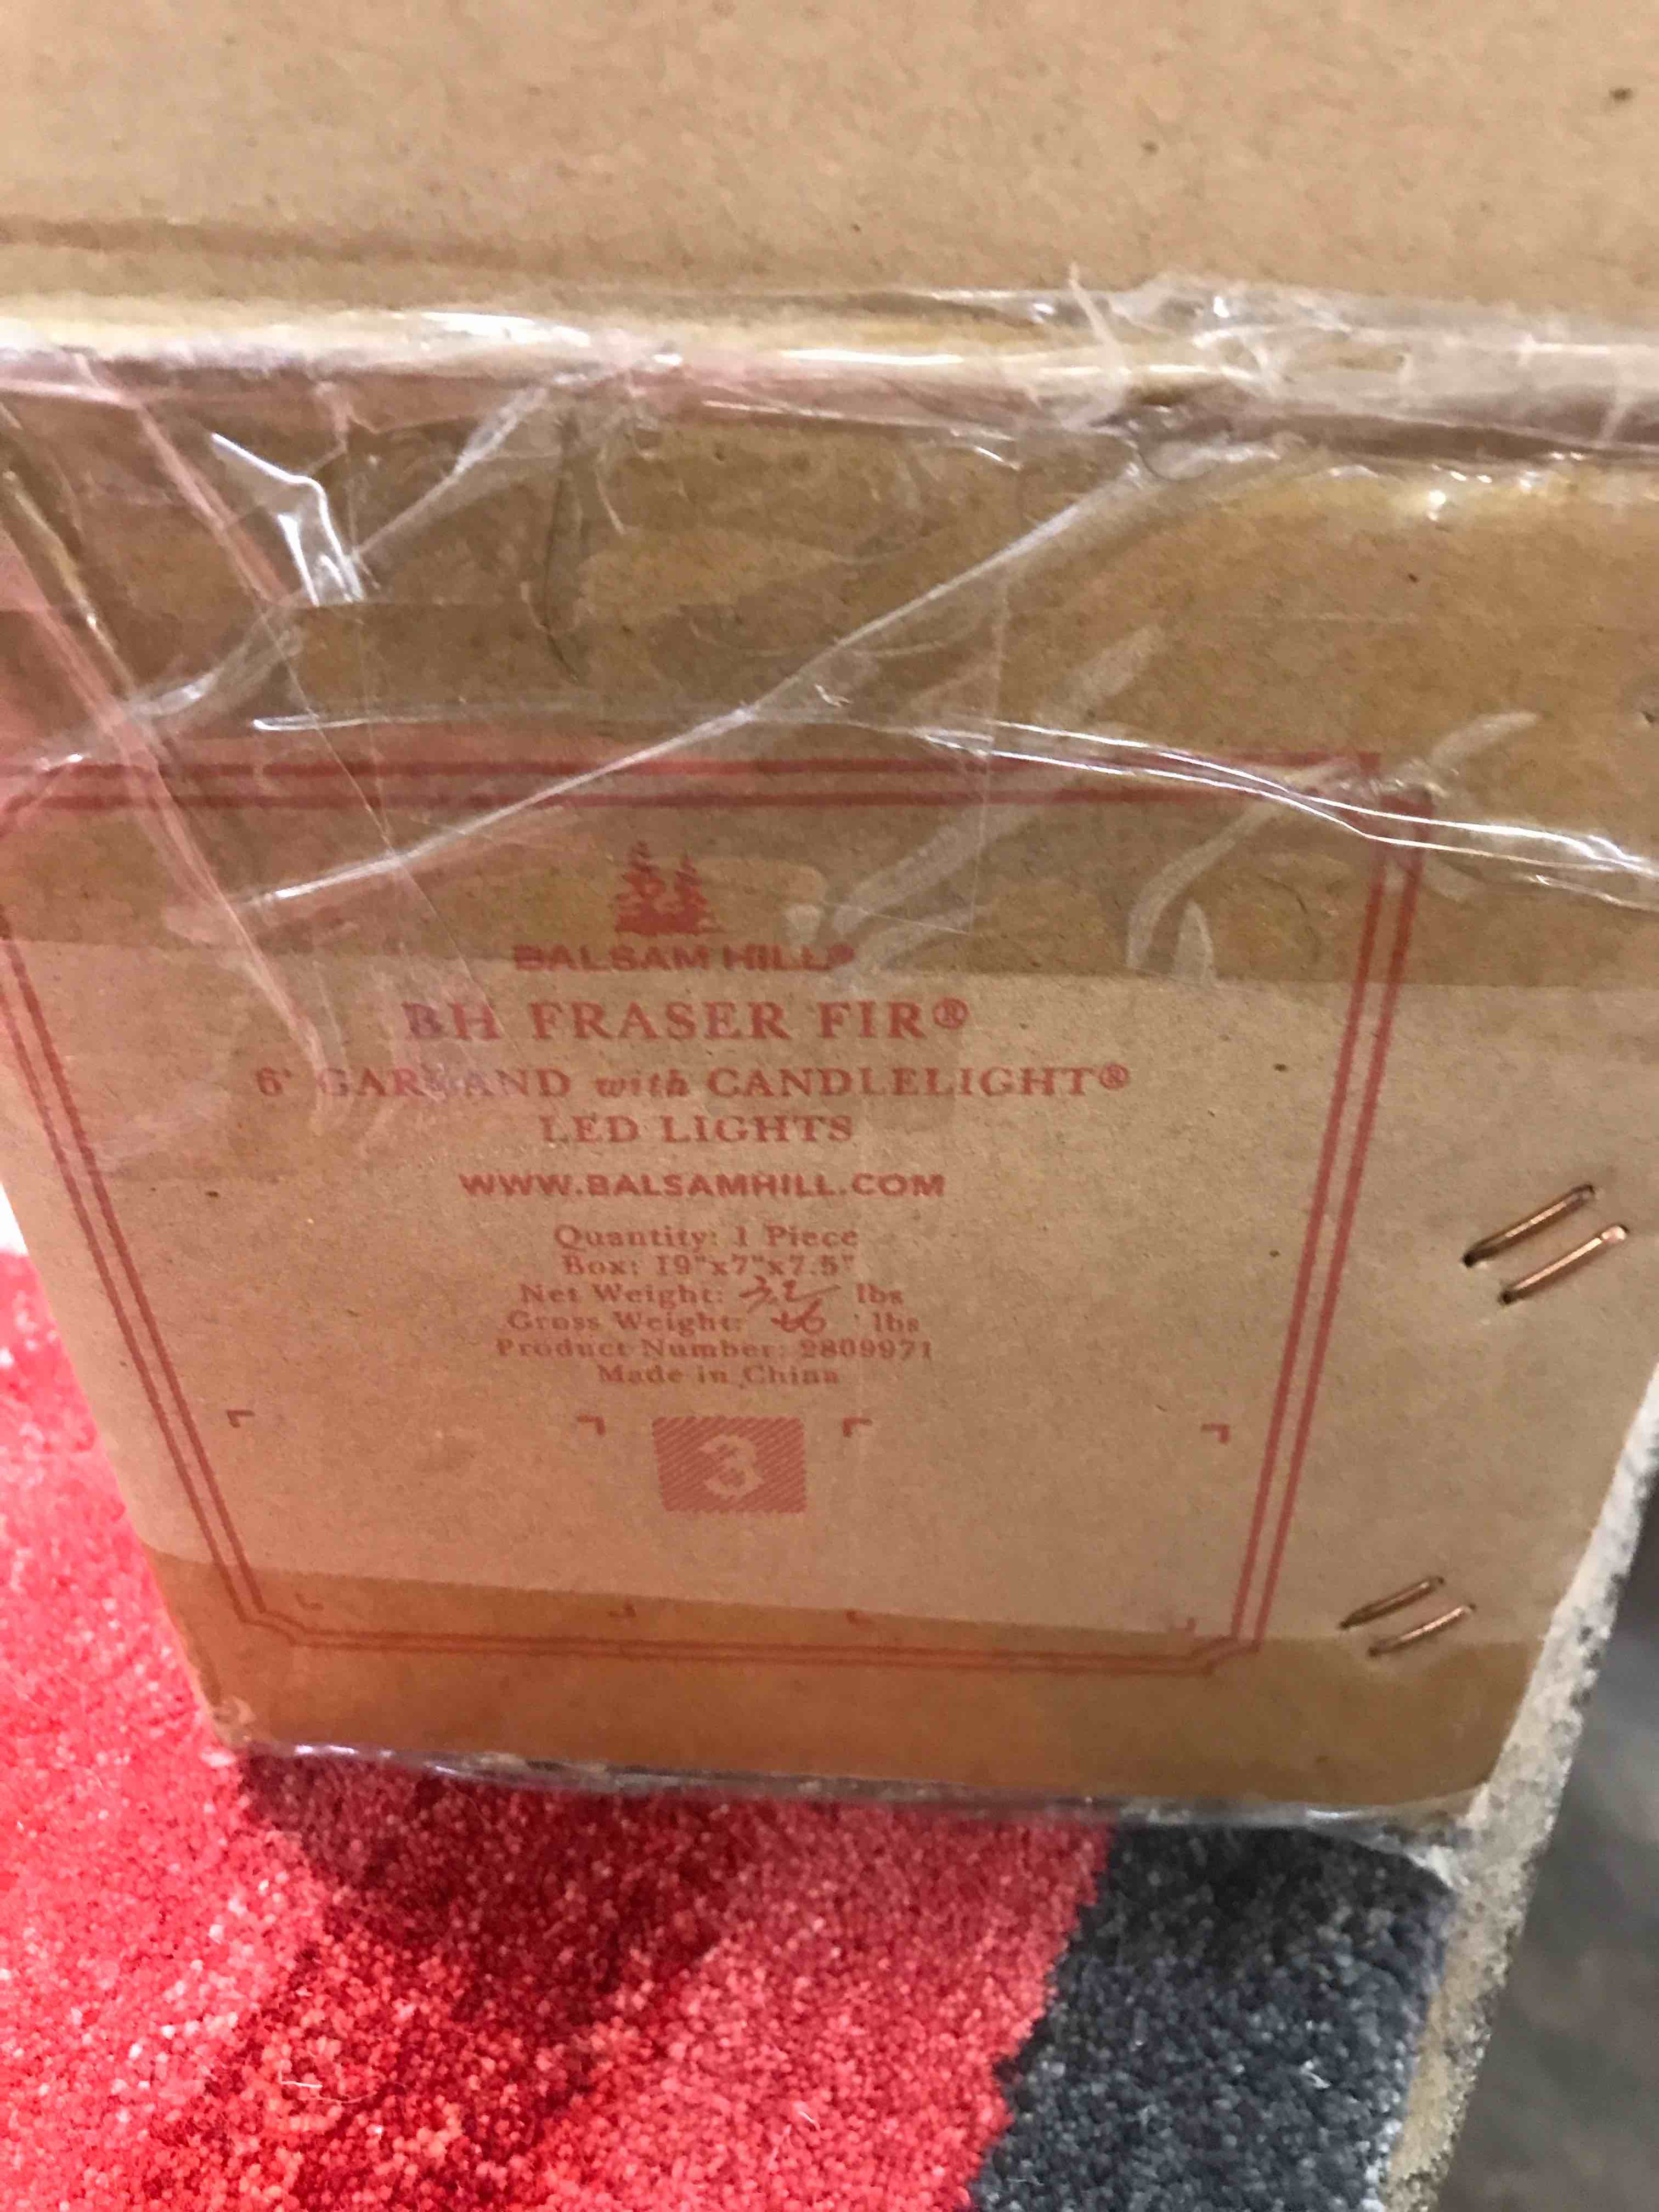 BALSAM HILL®
BH FRASER FIR®
6' GARLAND with CANDLELIGHT®
LED LIGHTS
WWW.BALSAMHILL.COM
Quantity: 1 Piece
Box: 19"x7"x7.5"
Net Weight: lbs
Gross Weight: lbs
Product Number: 2809971
Made in China
3